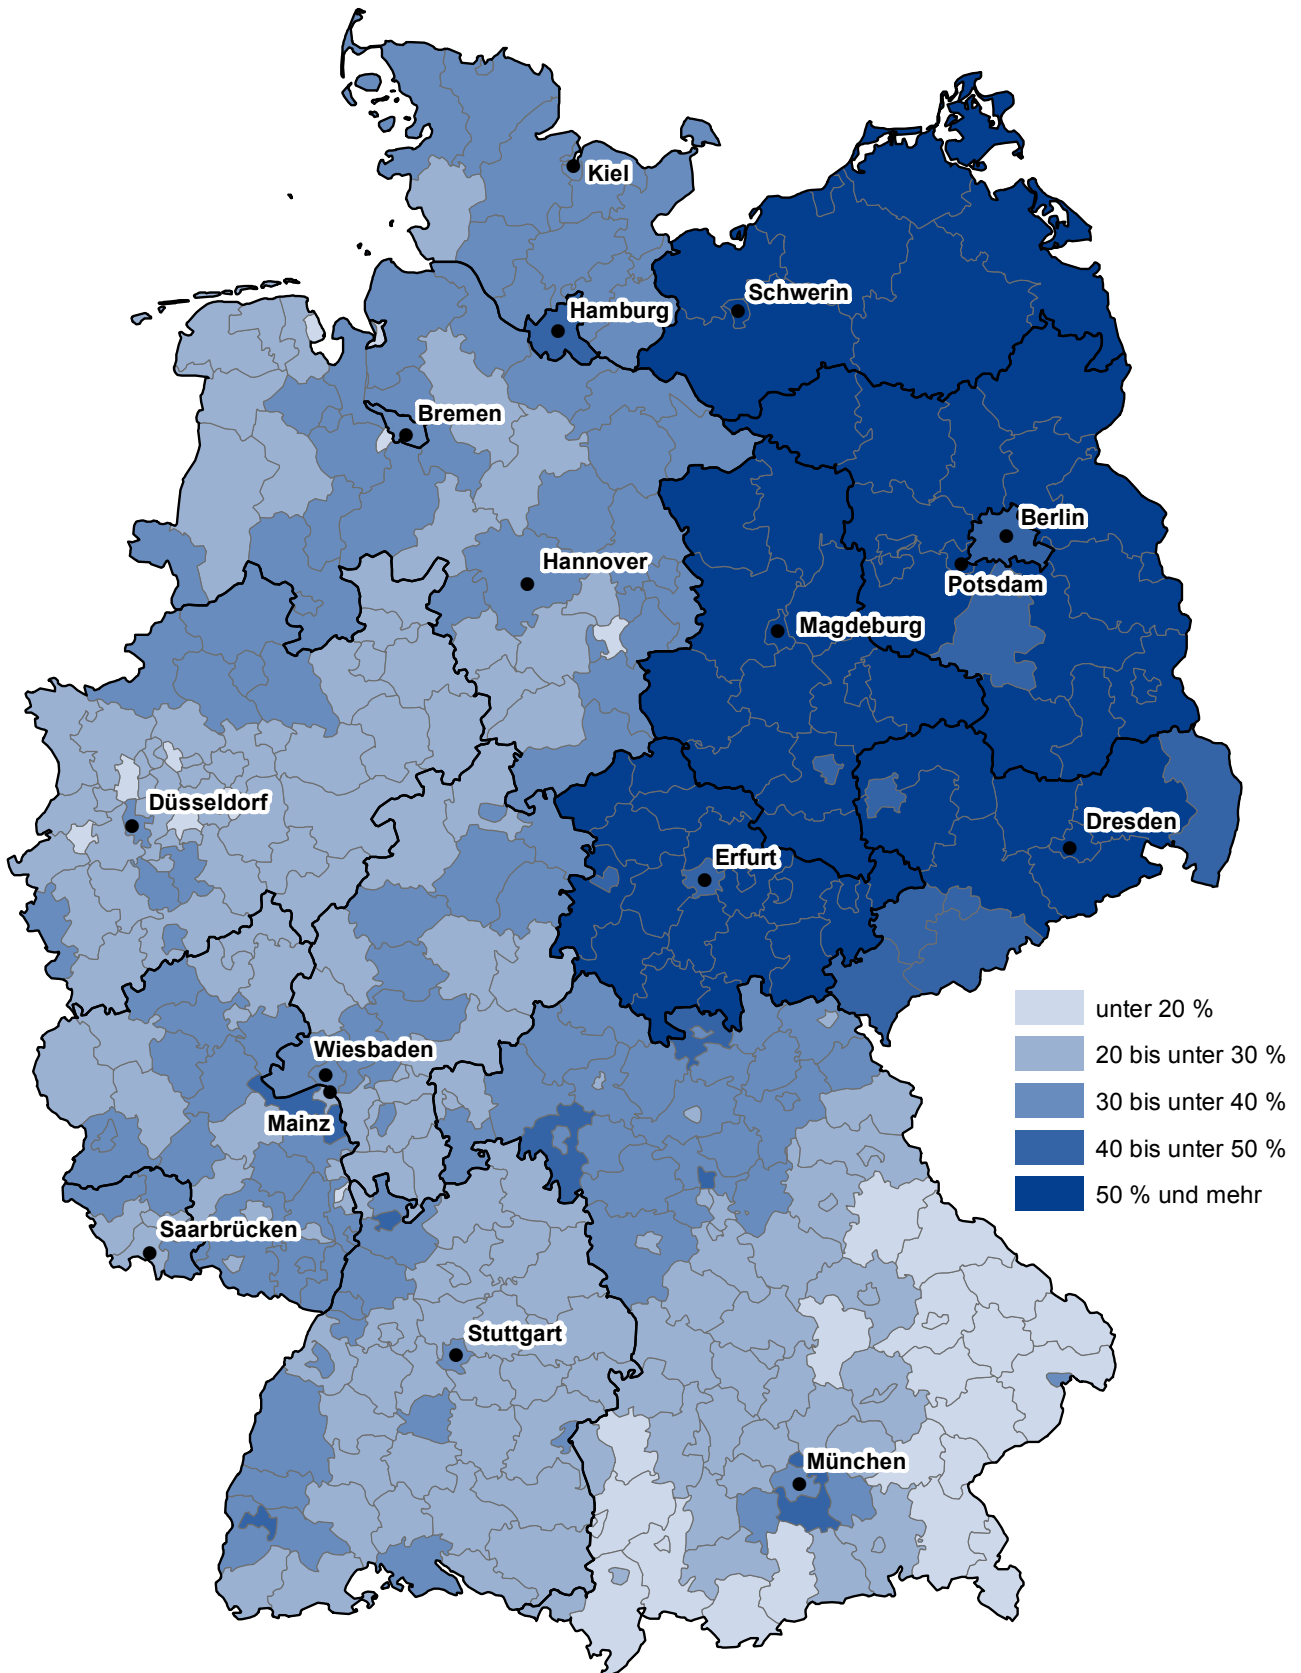 Kiel
Schwerin
Hamburg
Bremen
Berlin
Hannover
Potsdam
Magdeburg
Düsseldorf
Dresden
Erfurt
unter 20 %
Wiesbaden
20 bis unter 30 %
30 bis unter 40 %
Mainz
40 bis unter 50 %
50 % und mehr
Saarbrücken
Stuttgart
München